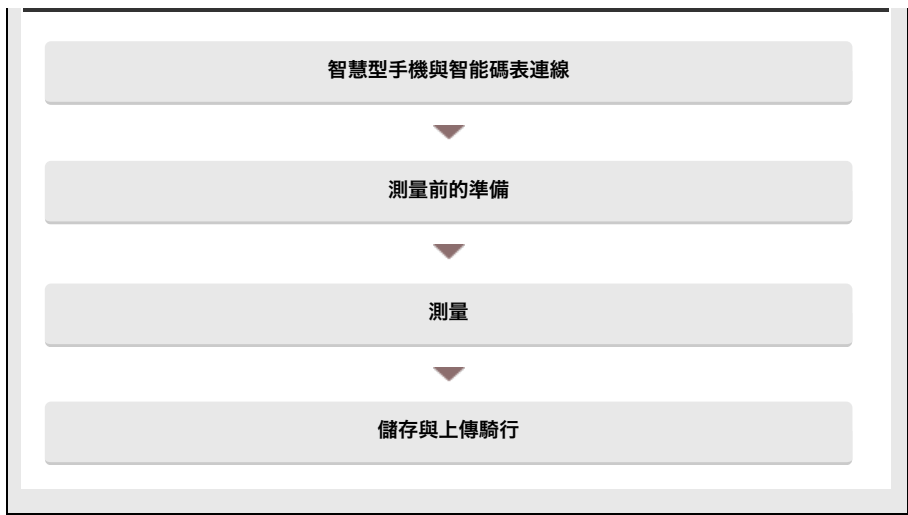 智慧型手機與智能碼表連線
測量前的準備
測量
儲存與上傳騎行